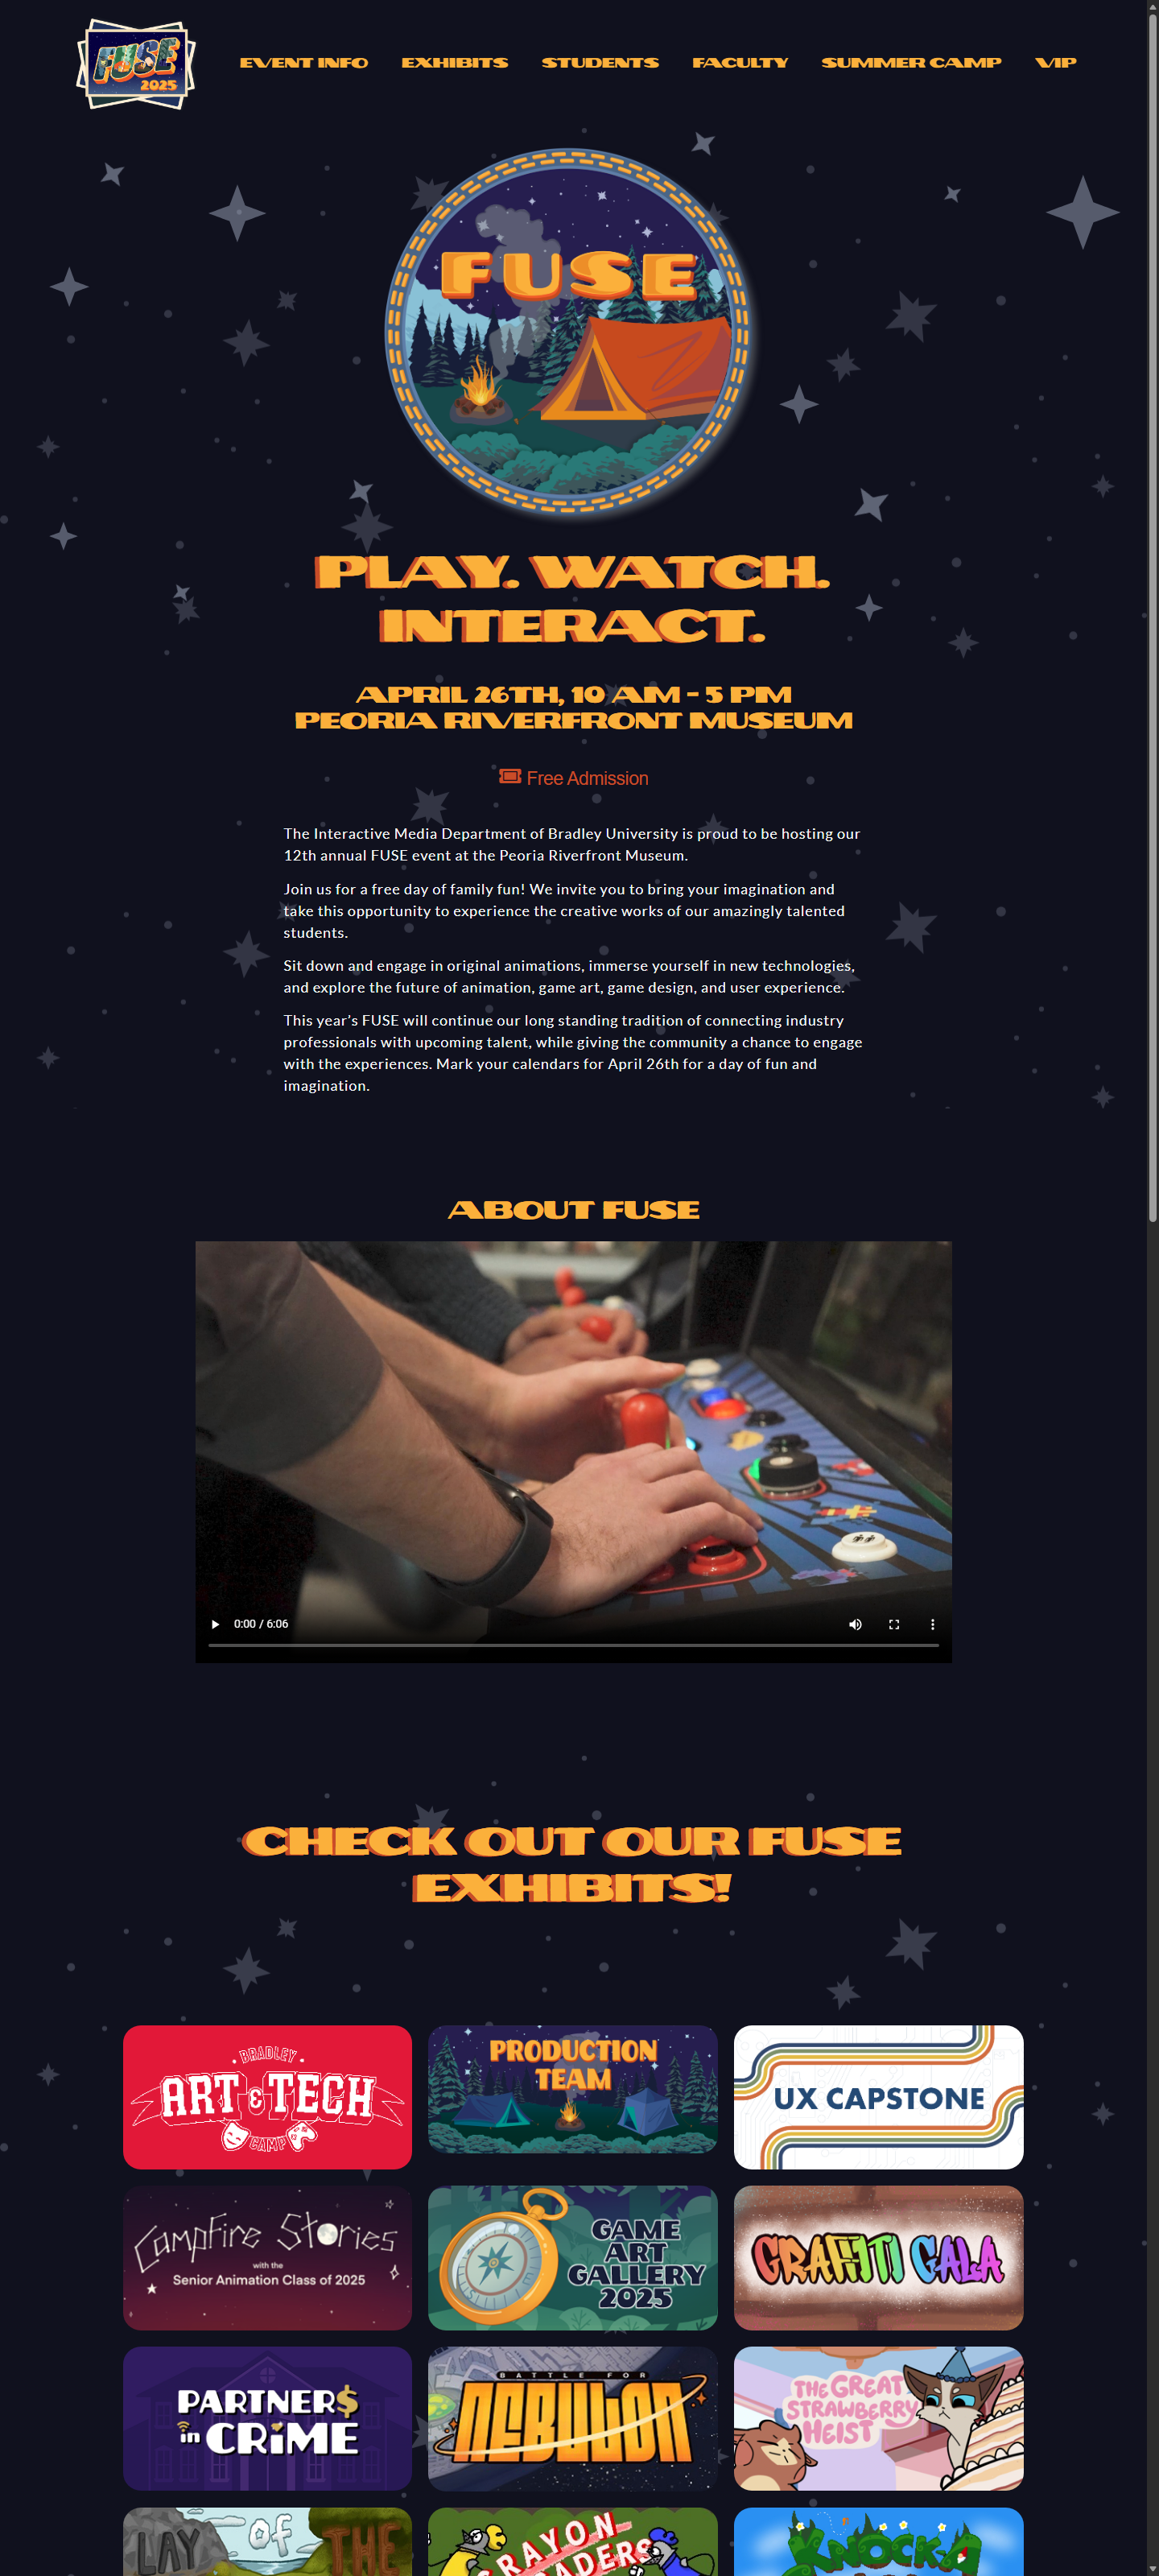 FUSE
2025
EVENT INFO EXHIBITS STUDENTS FACULTY SUMMER CAMP VIP
FUSE
PLAY. WATCH.
INTERACT.
APRIL 26TH, 10 AM - 5 PM
PEORIA RIVERFRONT MUSEUM
Free Admission
The Interactive Media Department of Bradley University is proud to be hosting our
12th annual FUSE event at the Peoria Riverfront Museum.
Join us for a free day of family fun! We invite you to bring your imagination and
take this opportunity to experience the creative works of our amazingly talented
students.
Sit down and engage in original animations, immerse yourself in new technologies,
and explore the future of animation, game art, game design, and user experience.
This year's FUSE will continue our long standing tradition of connecting industry
professionals with upcoming talent, while giving the community a chance to engage
with the experiences. Mark your calendars for April 26th for a day of fun and
imagination.
ABOUT FUSE
0:00 / 6:06
CHECK OUT OUR FUSE
EXHIBITS!
BRADLEY
ART & TECH
CAMP
PRODUCTION
TEAM
UX CAPSTONE
Campfire Stories
with the
Senior Animation Class of 2025
GAME
ART
GALLERY
2025
GRAFFITI GALA
PARTNER$
in CRiME
BATTLE FOR
NEBULON
THE GREAT
STRAWBERRY
HEIST
LAY OF THE
CRAYON
KNOCKA